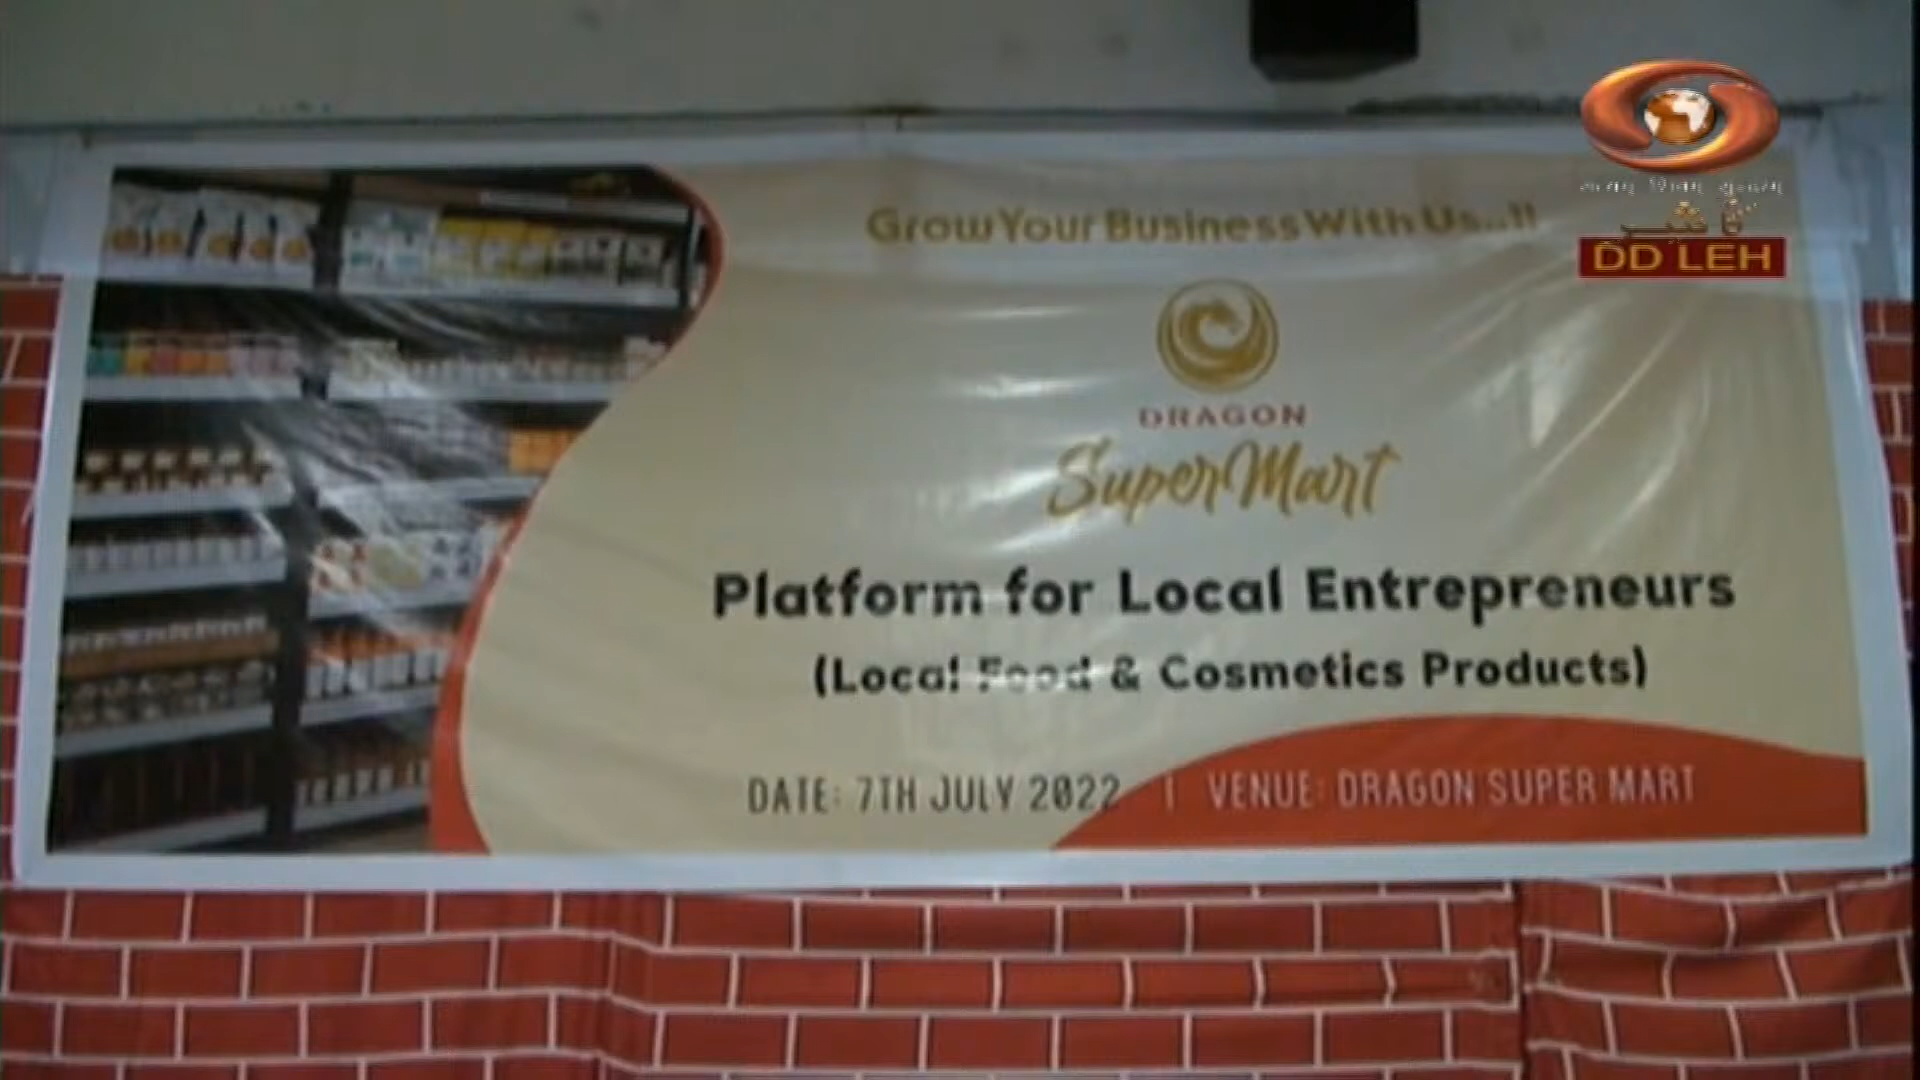 Grow Your Business With Us..!!
DRAGON
SuperMart
Platform for Local Entrepreneurs
(Local Food & Cosmetics Products)
DATE: 7TH JULY 2022 | VENUE: DRAGON SUPER MART
DD LEH